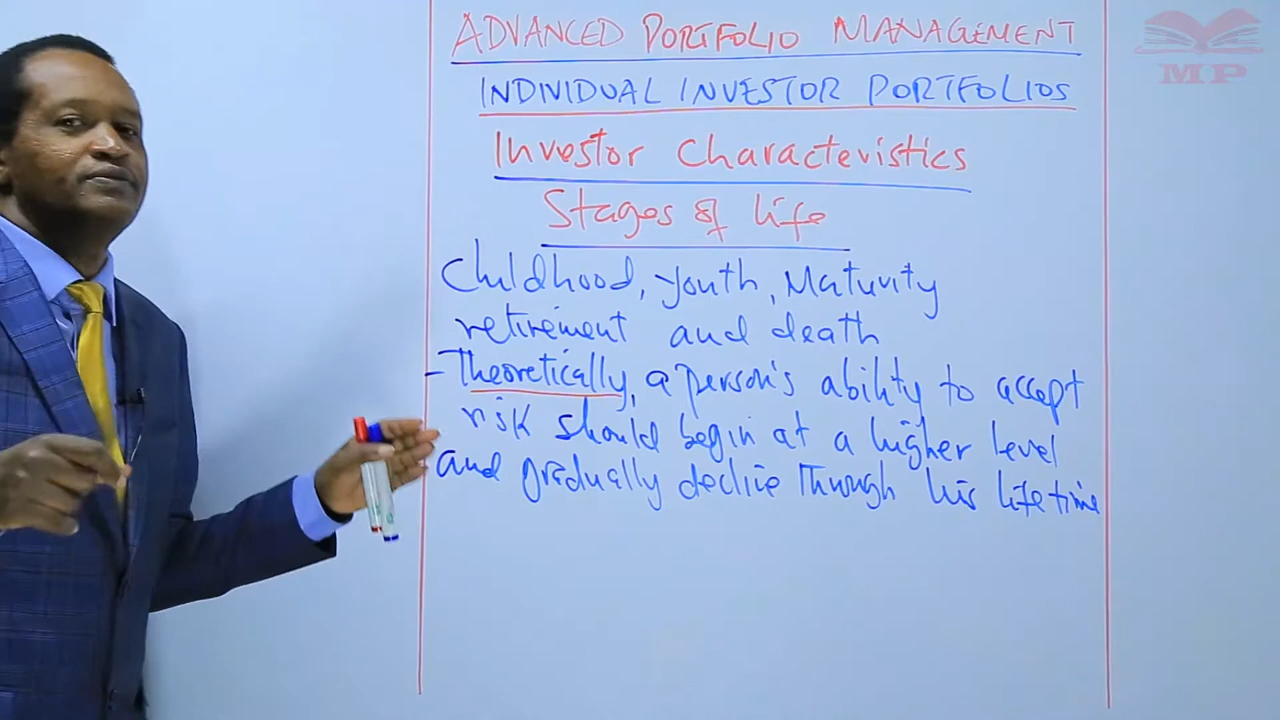 ADVANCED PORTFOLIO MANAGEMENT
MP
INDIVIDUAL INVESTOR PORTFOLIOS
Investor Characteristics
Stages of life
Childhood, Youth, Maturity
retirement and death
- Theoretically, a person's ability to accept
risk should begin at a higher level
and gradually decline through his lifetime